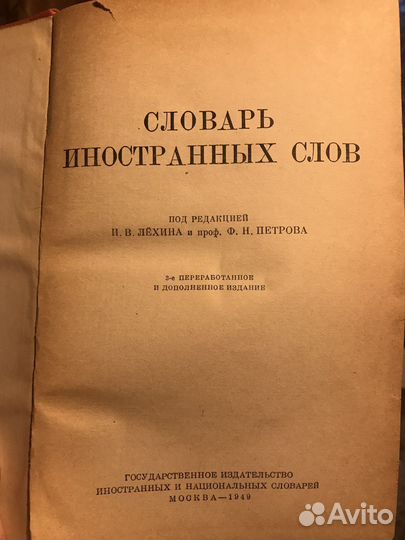 СЛОВАРЬ
ИНОСТРАННЫХ СЛОВ
ПОД РЕДАКЦИЕЙ
И. В. ЛЁХИНА и проф. Ф. Н. ПЕТРОВА
3-е ПЕРЕРАБОТАННОЕ
И ДОПОЛНЕННОЕ ИЗДАНИЕ
ГОСУДАРСТВЕННОЕ ИЗДАТЕЛЬСТВО
ИНОСТРАННЫХ И НАЦИОНАЛЬНЫХ СЛОВАРЕЙ
МОСКВА—1949
Avito